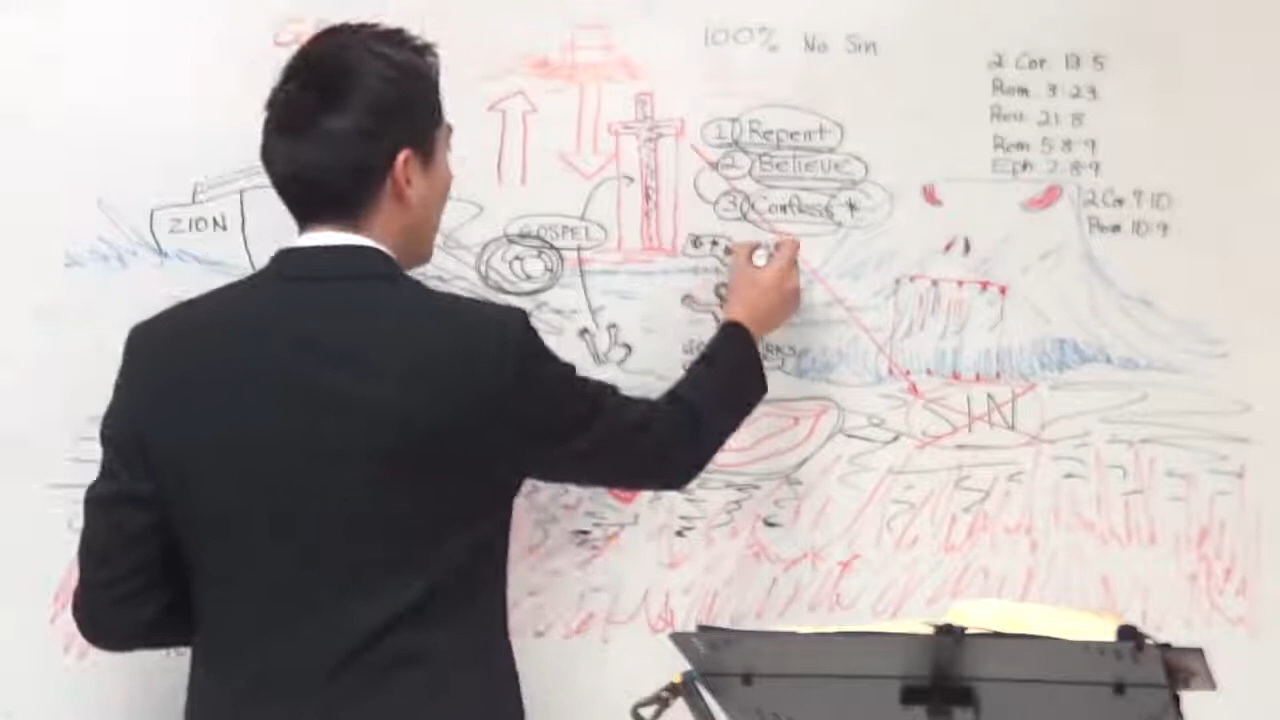 100% No Sin
2 Cor 13:5
Rom 3:23
Rev 21:8
Rom 5:8-9
Eph 2:8-9
2 Cor 7:10
Rom 10:9
1) Repent
2 Believe
3) Confess *
ZION
GOSPEL
SIN